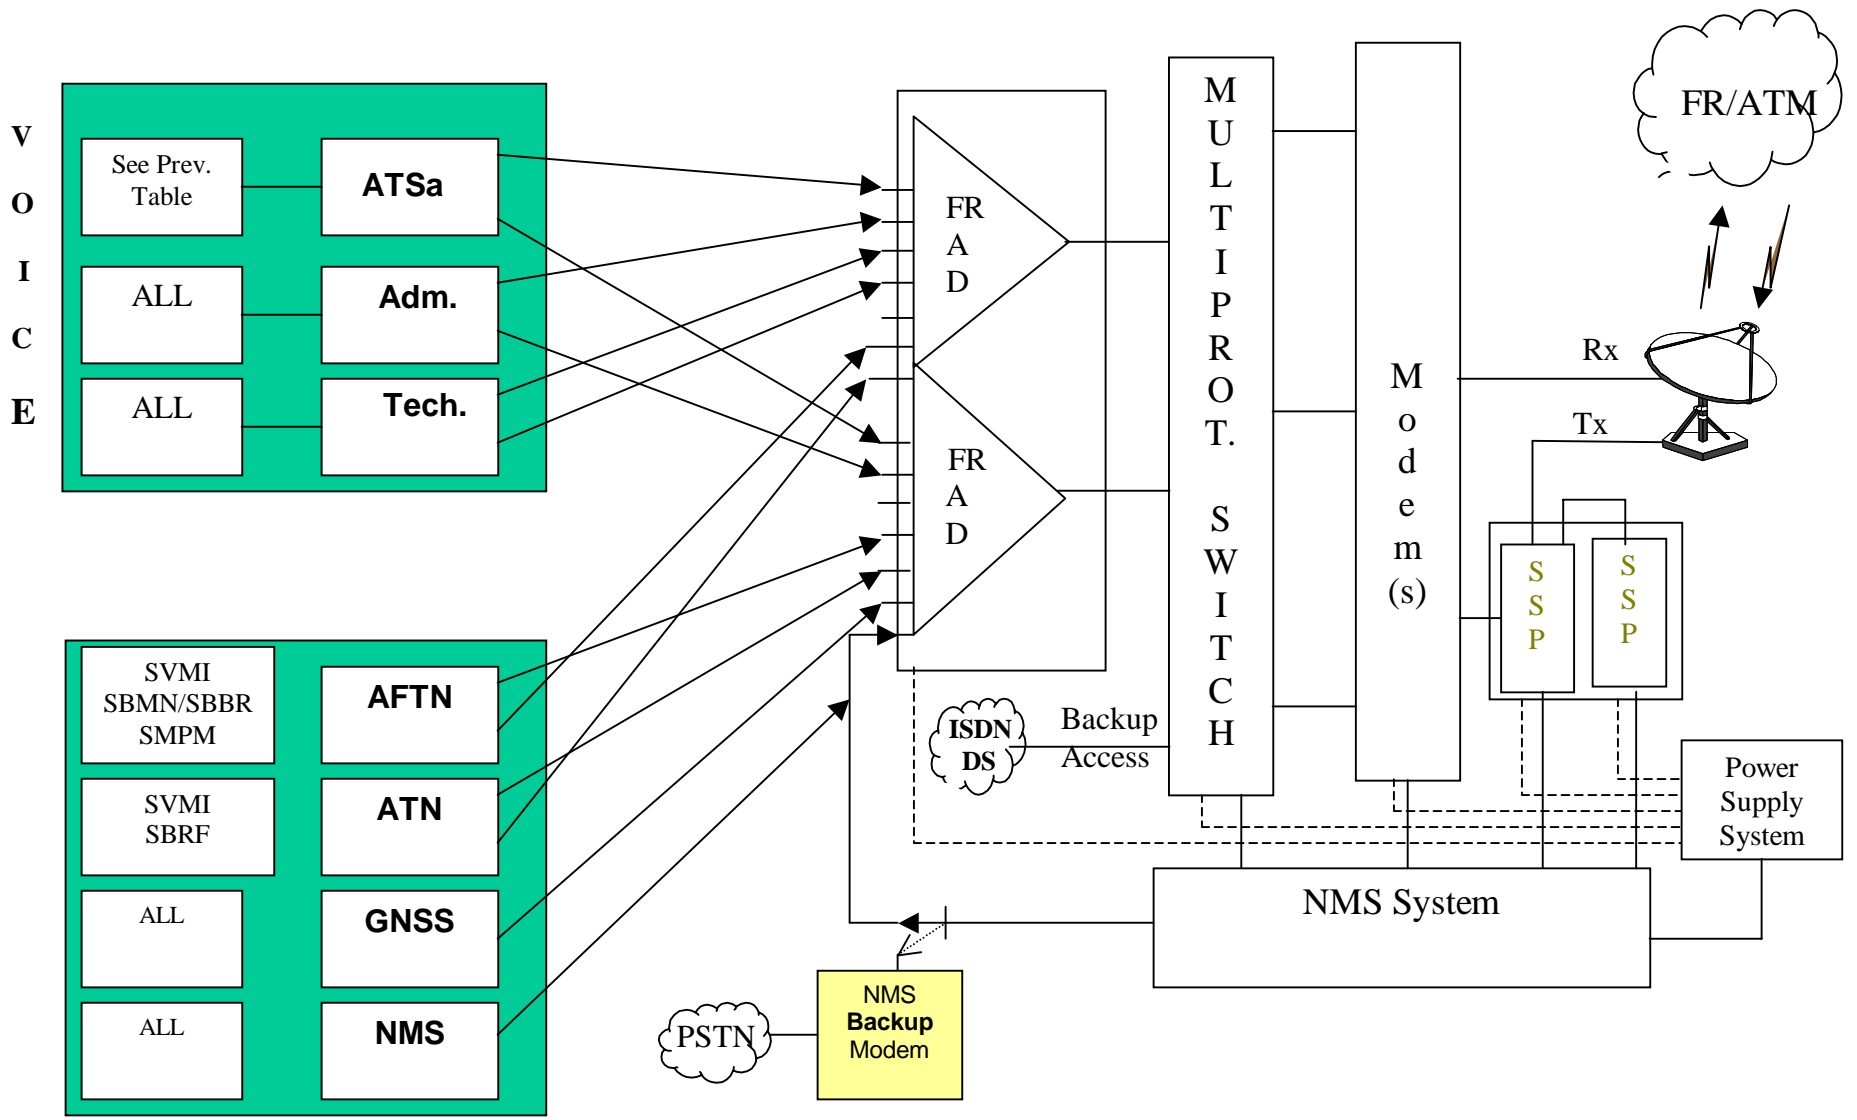 V
O
I
C
E
See Prev.
Table
ATSa
ALL
Adm.
ALL
Tech.
SVMI
SBMN/SBBR
SMPM
AFTN
SVMI
SBRF
ATN
ALL
GNSS
ALL
NMS
FR
A
D
FR
A
D
M
U
L
T
I
P
R
O
T.
S
W
I
T
C
H
M
o
d
e
m
(s)
FR/ATM
Rx
Tx
S
S
P
S
S
P
ISDN
DS
Backup
Access
Power
Supply
System
NMS System
NMS
Backup
Modem
PSTN